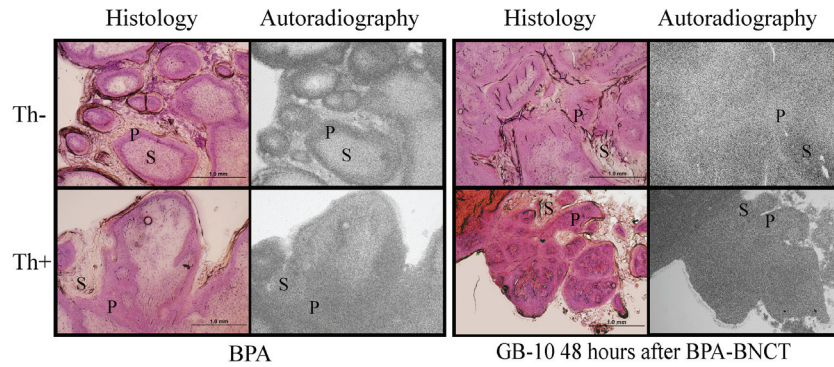 Histology Autoradiography Histology Autoradiography
Th-
P
S
1.0 mm
P
S
P
S
1.0 mm
P
S
Th+
S
P
1.0 mm
S
P
S
P
1.0 mm
S
P
BPA GB-10 48 hours after BPA-BNCT